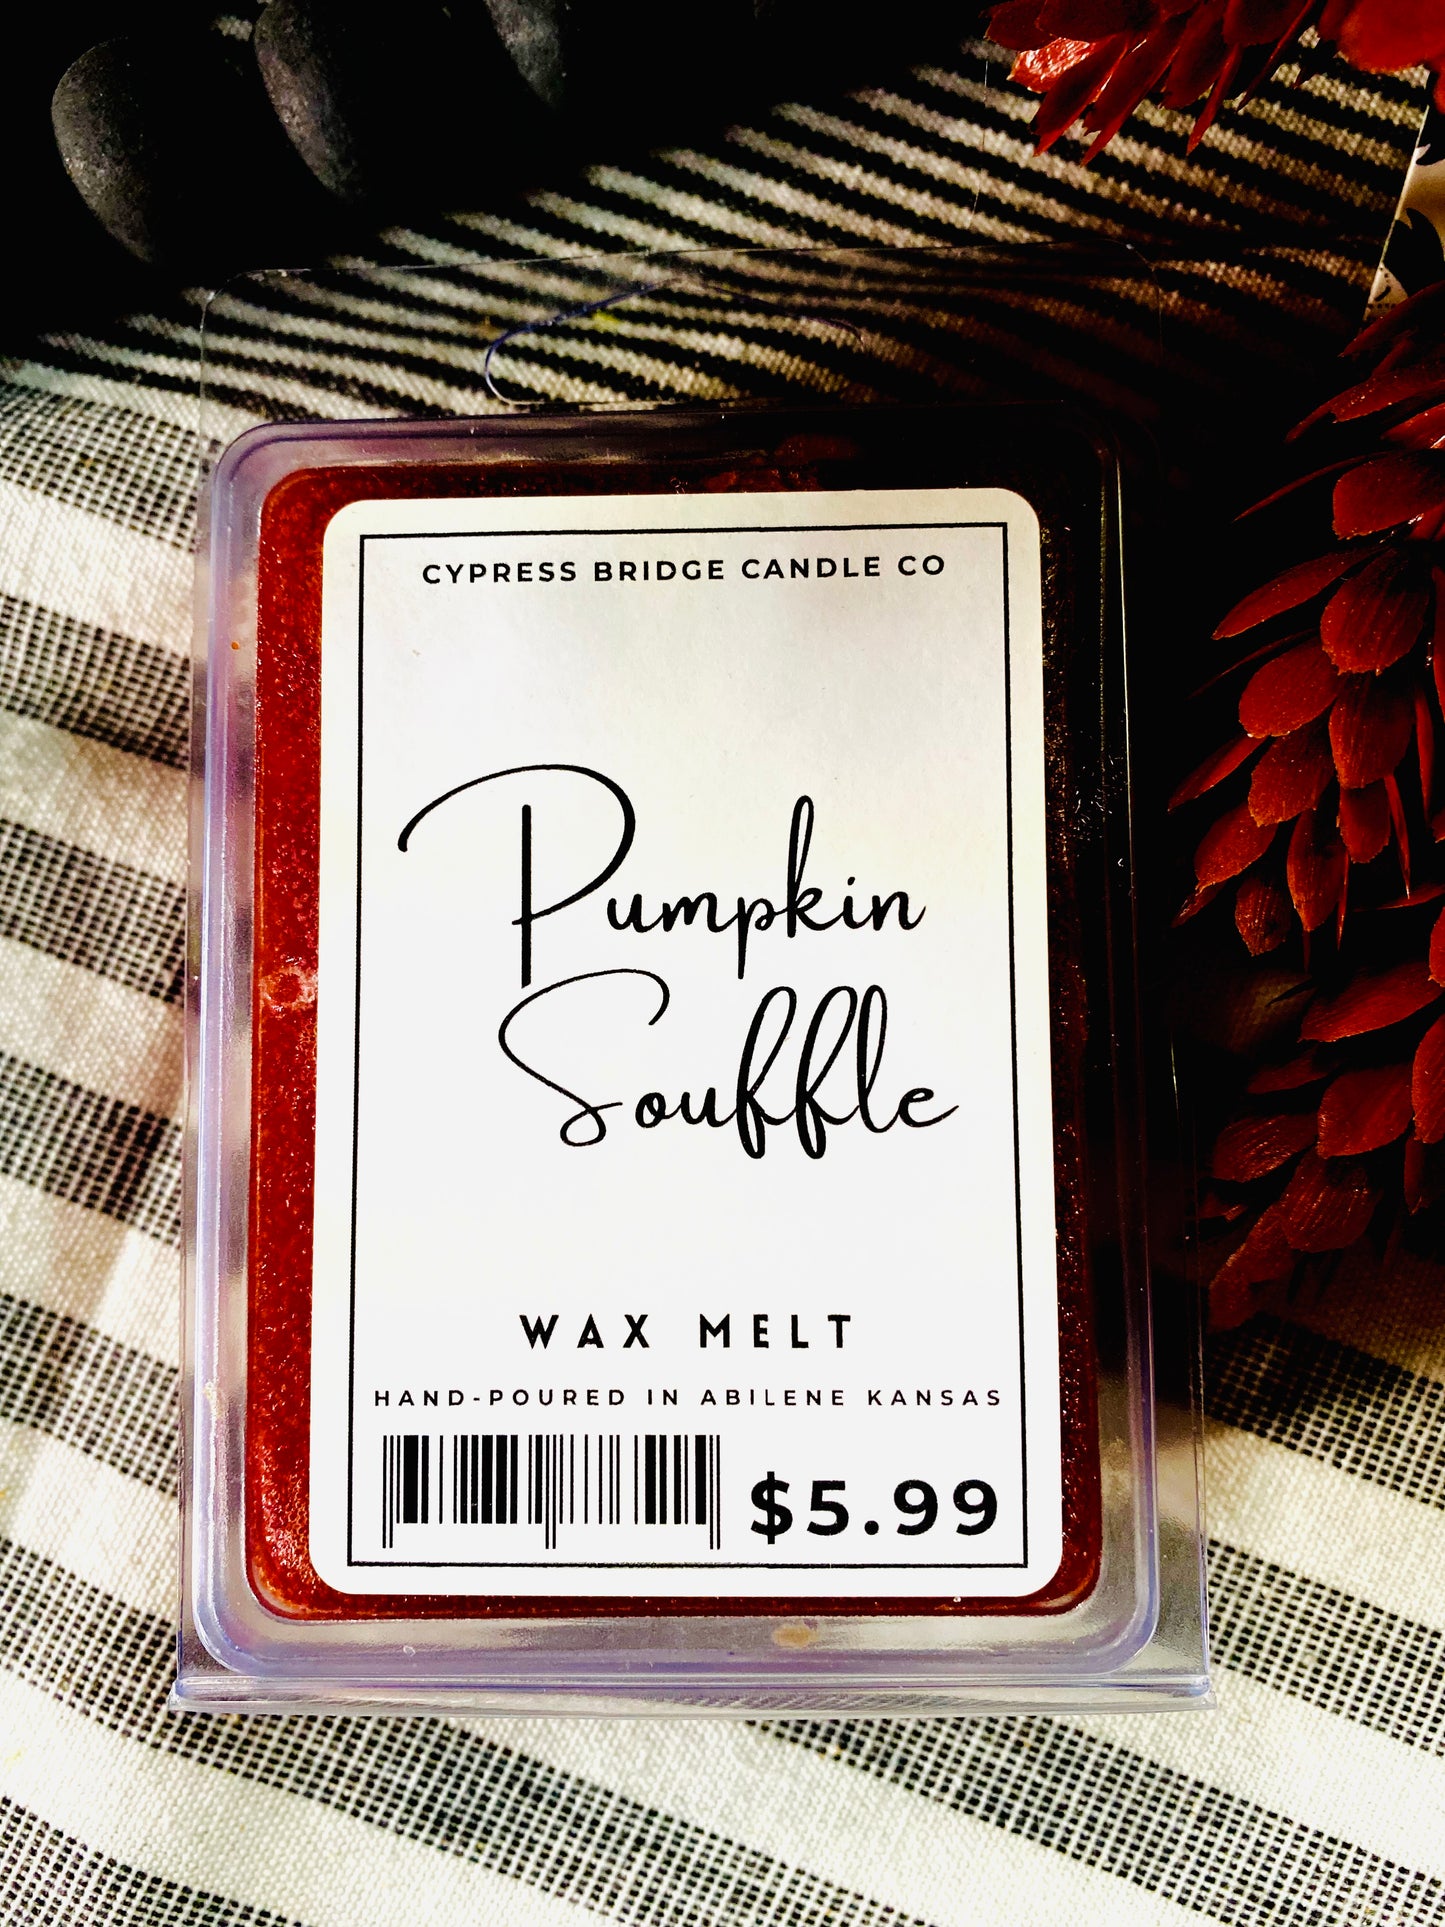 CYPRESS BRIDGE CANDLE CO
Pumpkin
Souffle
WAX MELT
HAND-POURED IN ABILENE KANSAS
$5.99